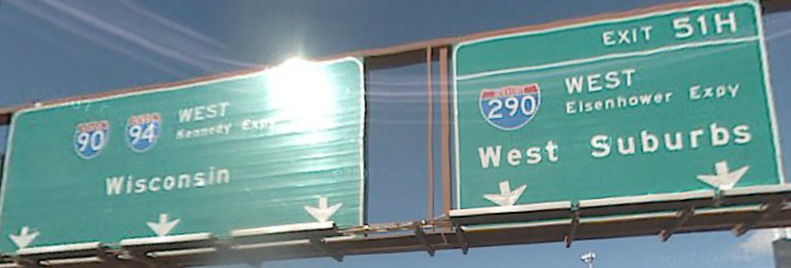 90 94 WEST
Kennedy Expy
Wisconsin
EXIT 51H
290 WEST
Eisenhower Expy
West Suburbs